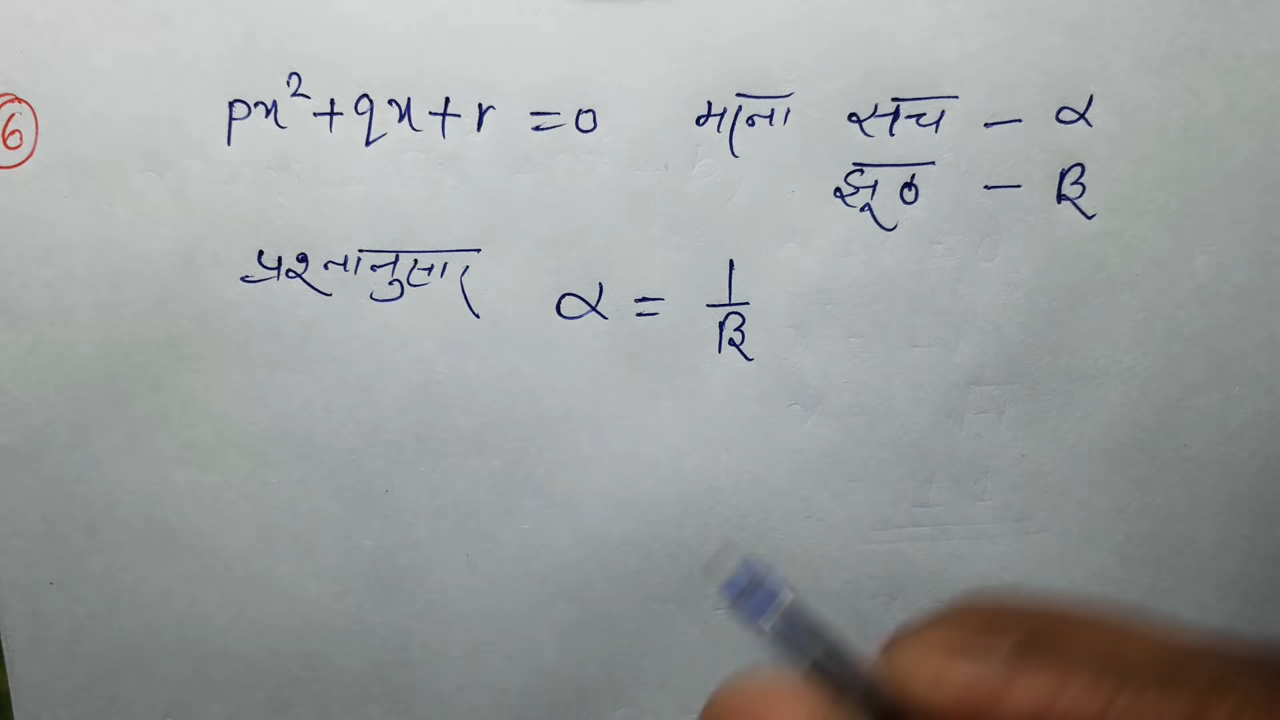 6
px² + qx + r = 0 माना सच - α
झूठ - β
प्रश्नानुसार α = 1/β